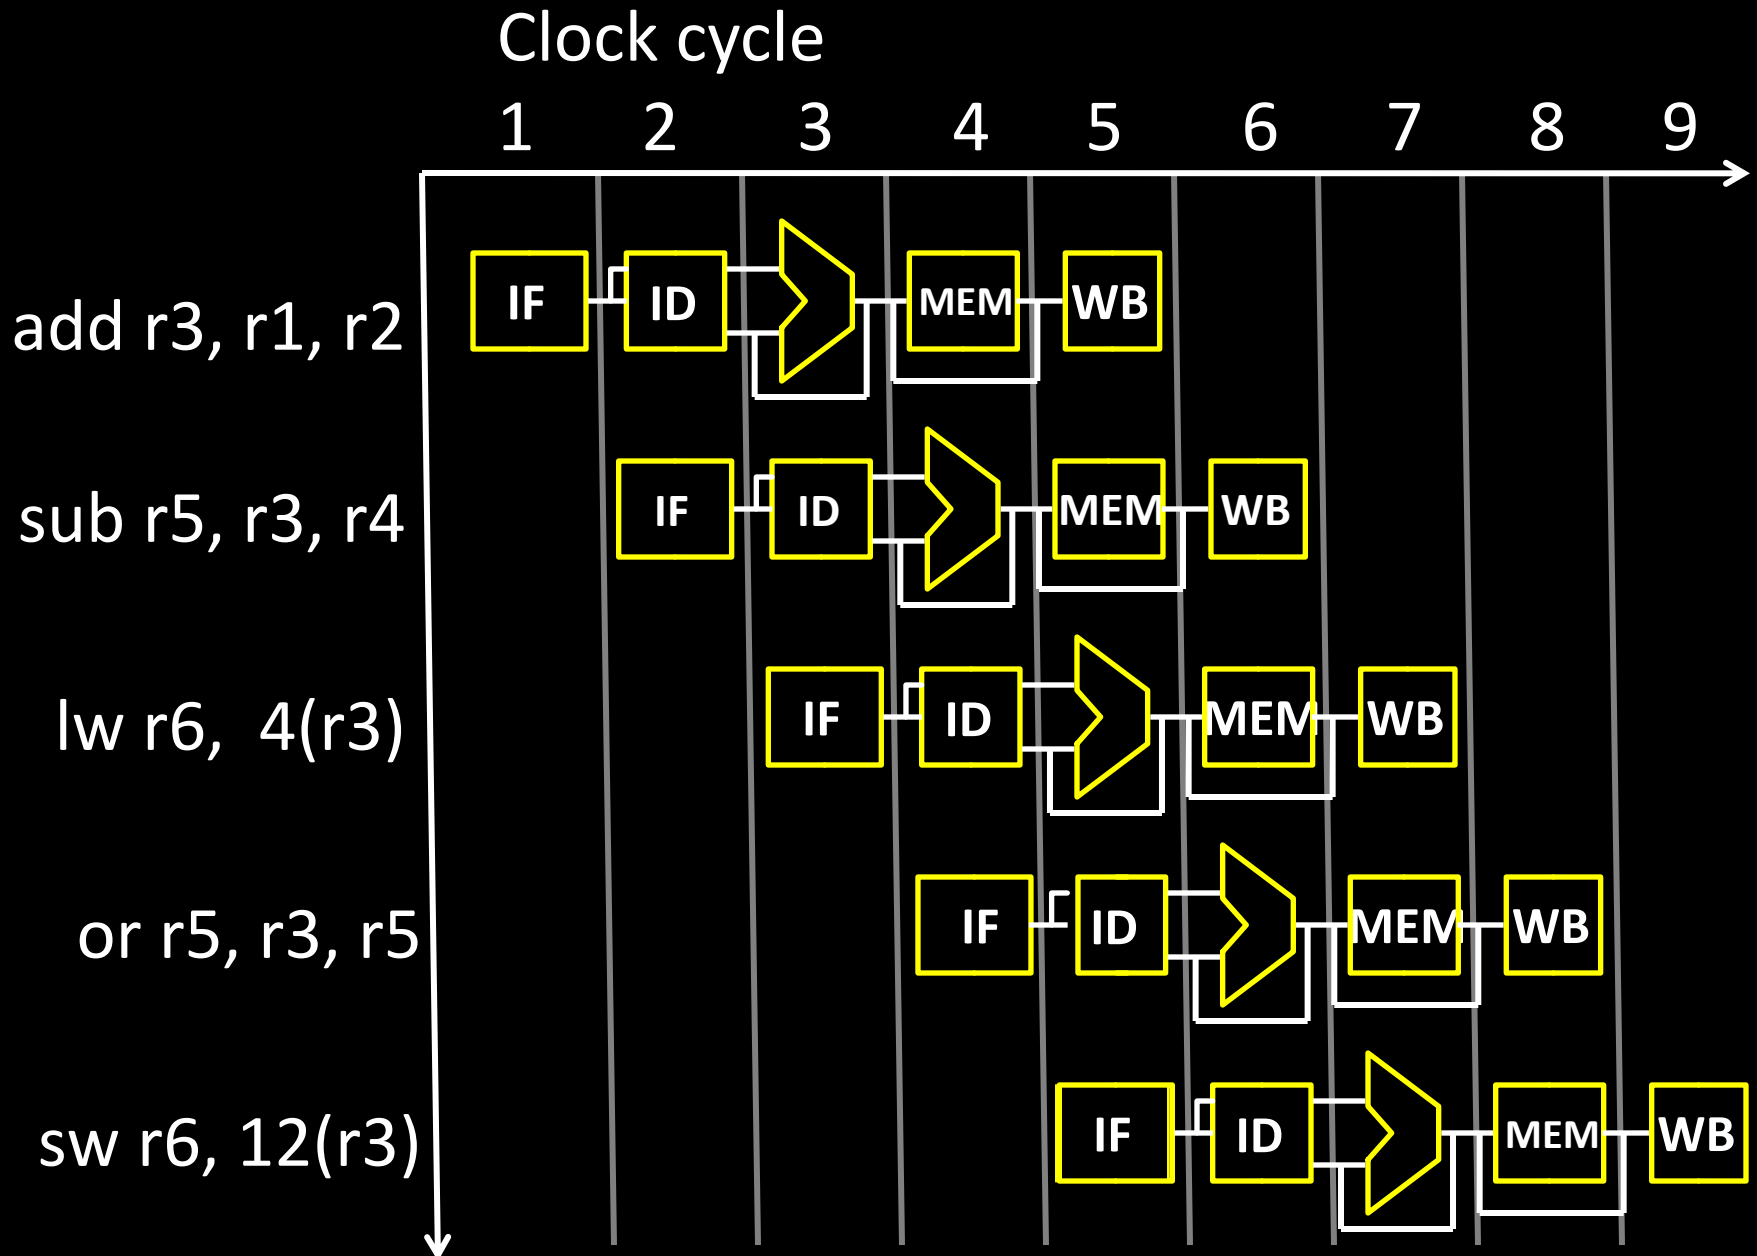 Clock cycle
1 2 3 4 5 6 7 8 9
add r3, r1, r2 IF ID MEM WB
sub r5, r3, r4 IF ID MEM WB
lw r6, 4(r3) IF ID MEM WB
or r5, r3, r5 IF ID MEM WB
sw r6, 12(r3) IF ID MEM WB